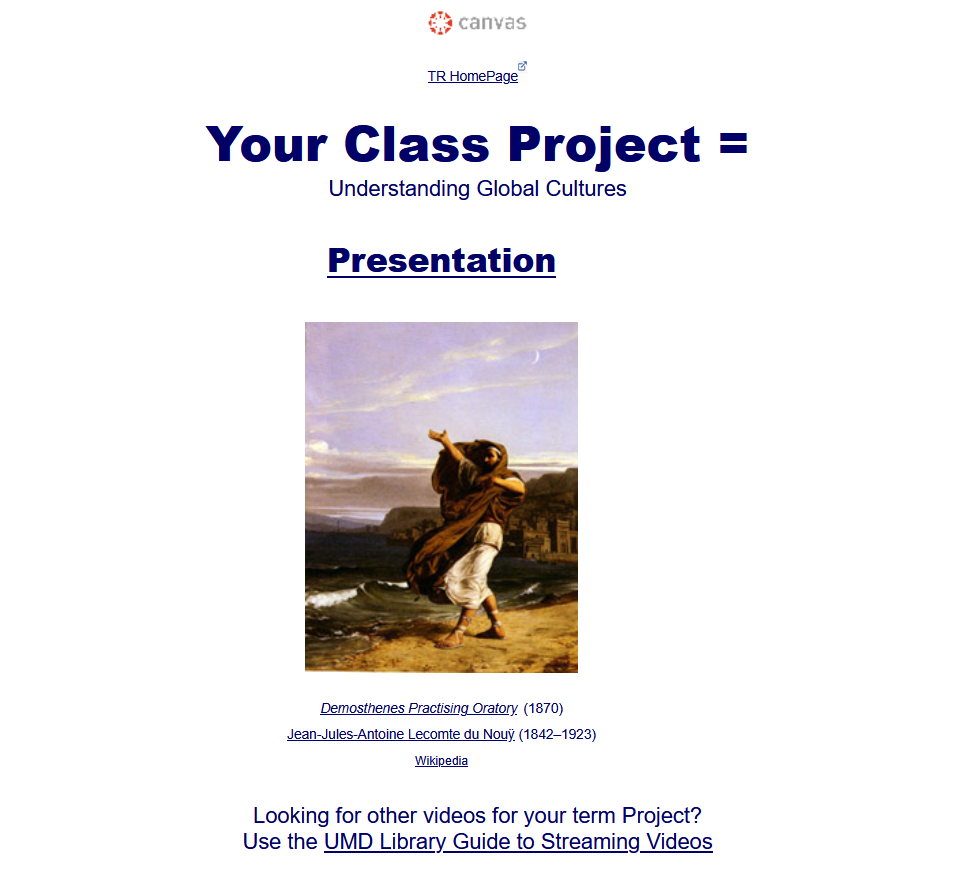 canvas
TR HomePage
Your Class Project =
Understanding Global Cultures
Presentation
Demosthenes Practising Oratory (1870)
Jean-Jules-Antoine Lecomte du Nouÿ (1842–1923)
Wikipedia
Looking for other videos for your term Project?
Use the UMD Library Guide to Streaming Videos